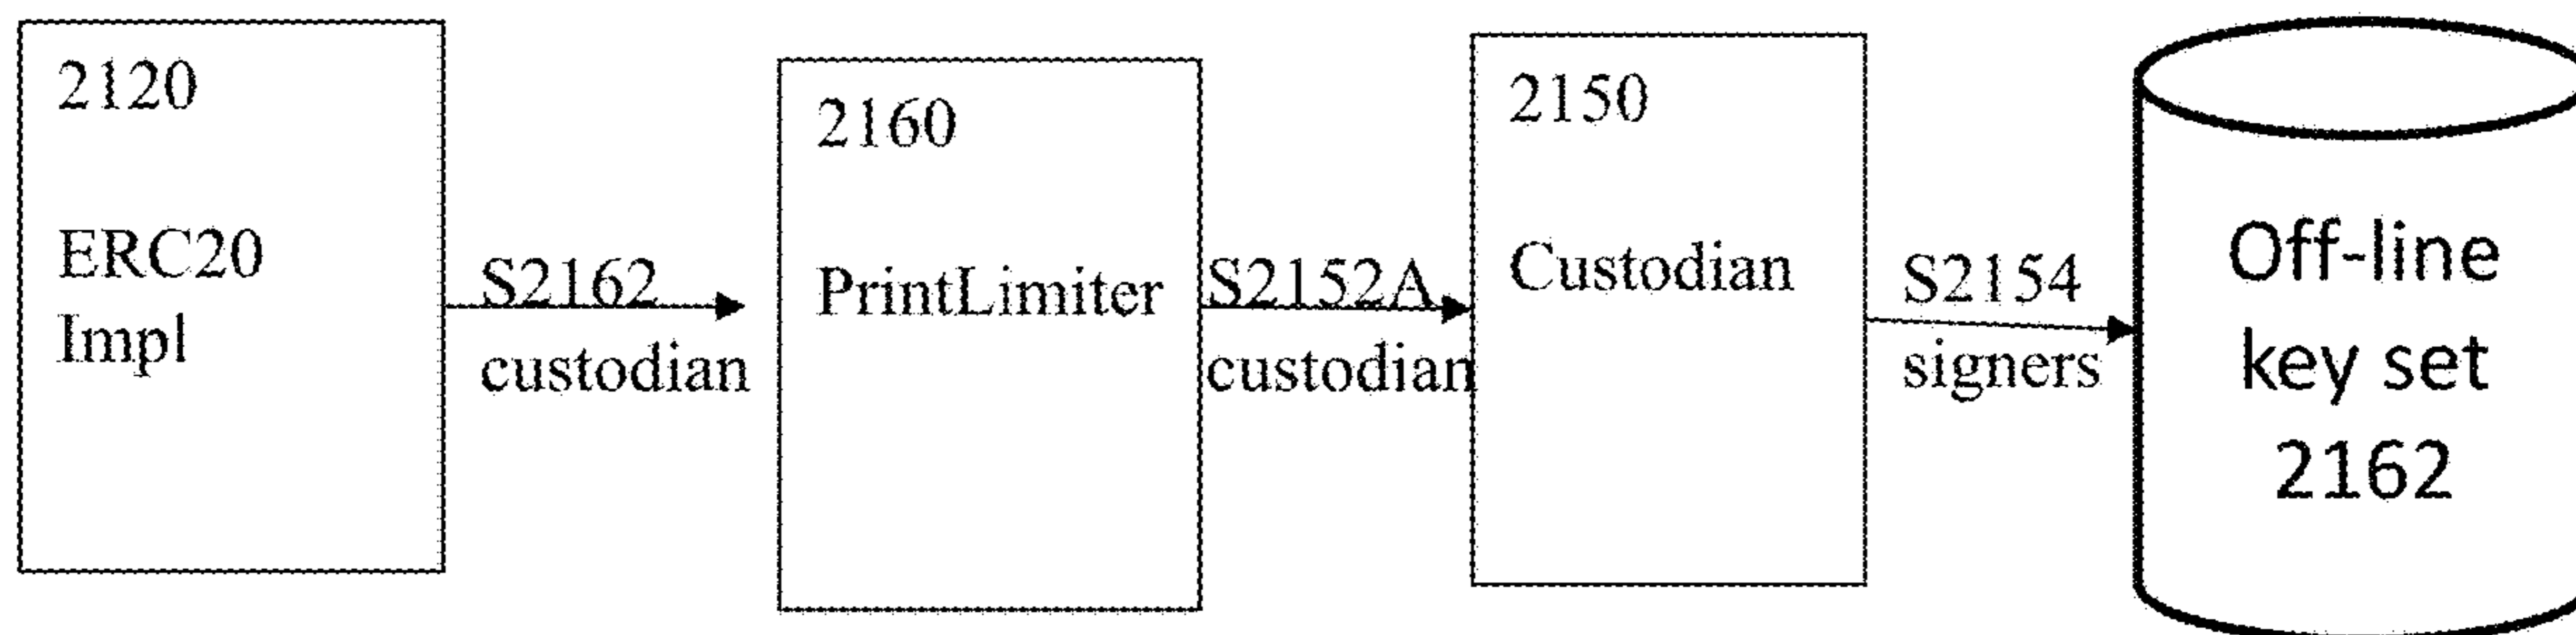 2120
ERC20
Impl
S2162
custodian
2160
PrintLimiter
S2152A
custodian
2150
Custodian
S2154
signers
Off-line
key set
2162